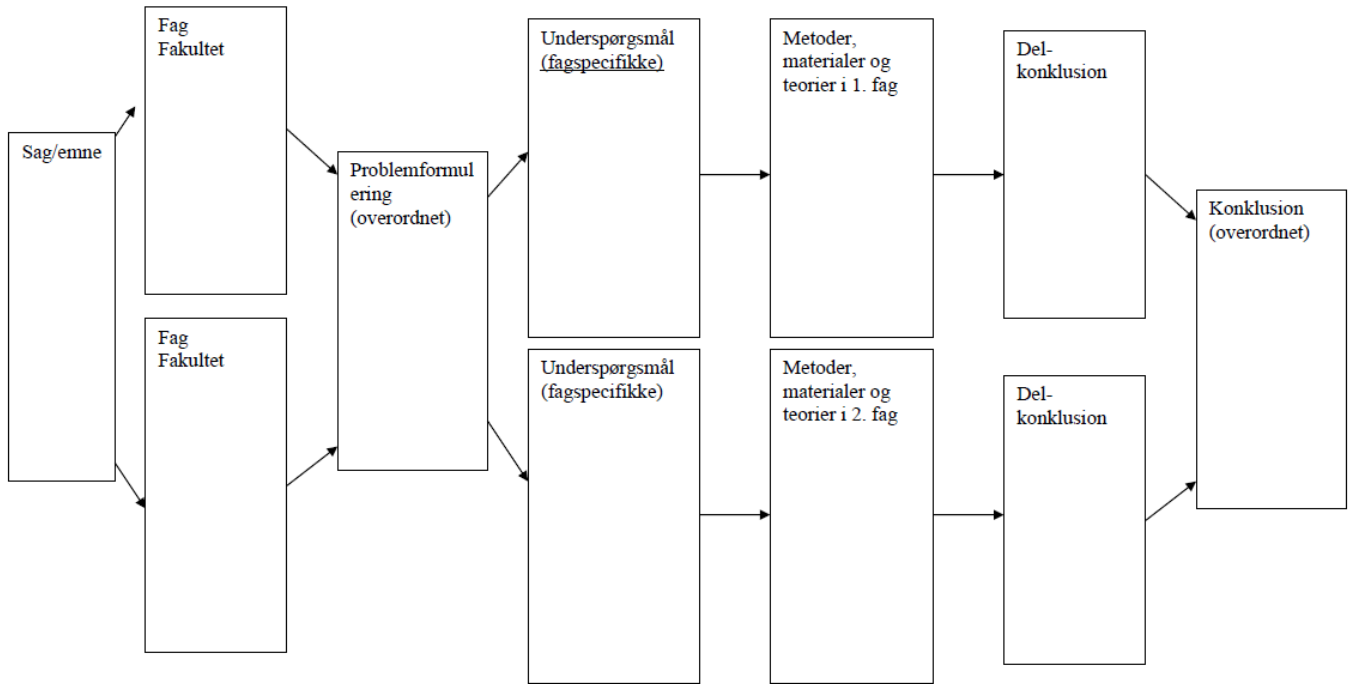 Sag/emne
Fag
Fakultet
Fag
Fakultet
Problemformul
ering
(overordnet)
Underspørgsmål
(fagspecifikke)
Metoder,
materialer og
teorier i 1. fag
Del-
konklusion
Underspørgsmål
(fagspecifikke)
Metoder,
materialer og
teorier i 2. fag
Del-
konklusion
Konklusion
(overordnet)